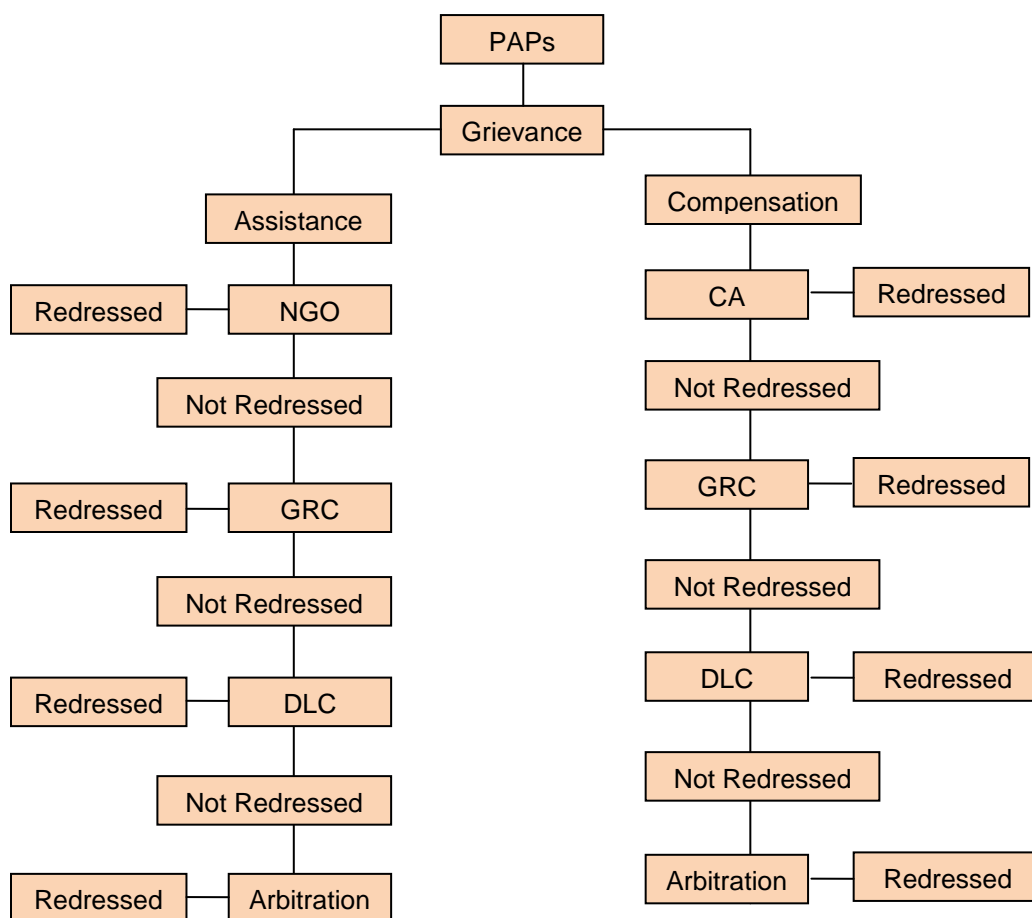 PAPs
Grievance
Assistance
Compensation
Redressed
NGO
CA
Redressed
Not Redressed
Not Redressed
Redressed
GRC
GRC
Redressed
Not Redressed
Not Redressed
Redressed
DLC
DLC
Redressed
Not Redressed
Not Redressed
Redressed
Arbitration
Arbitration
Redressed